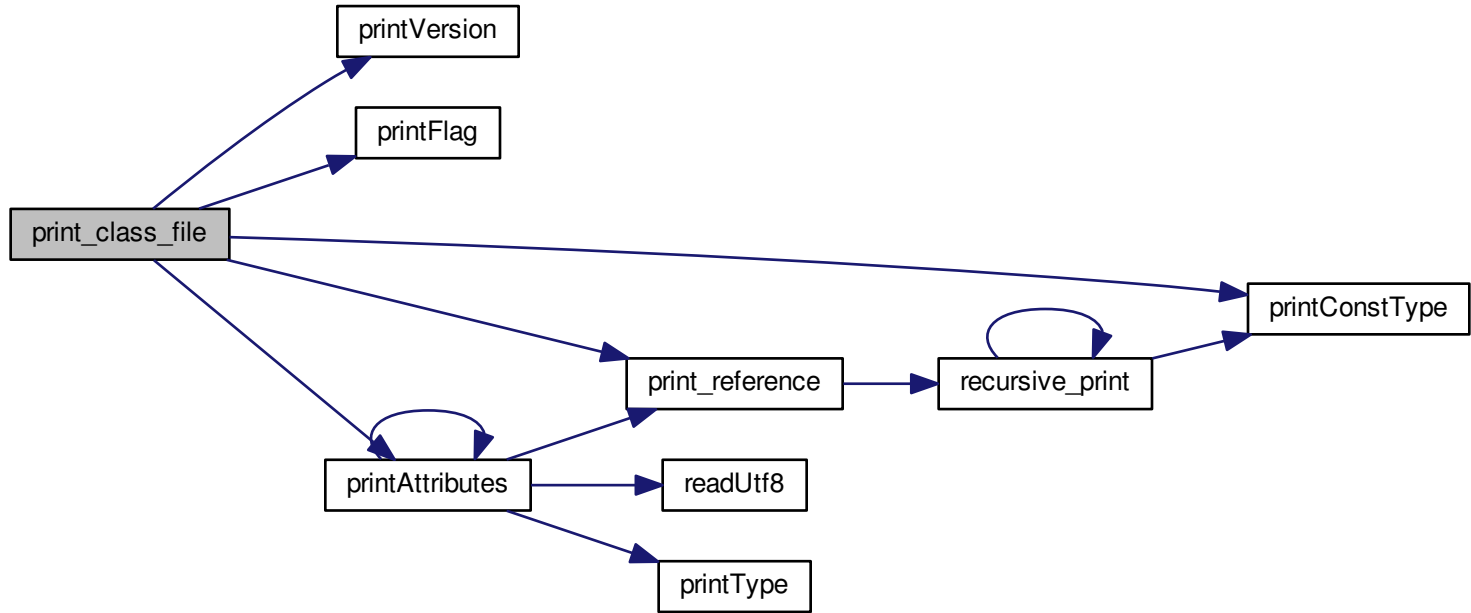 printVersion
printFlag
print_class_file
printConstType
print_reference
recursive_print
printAttributes
readUtf8
printType